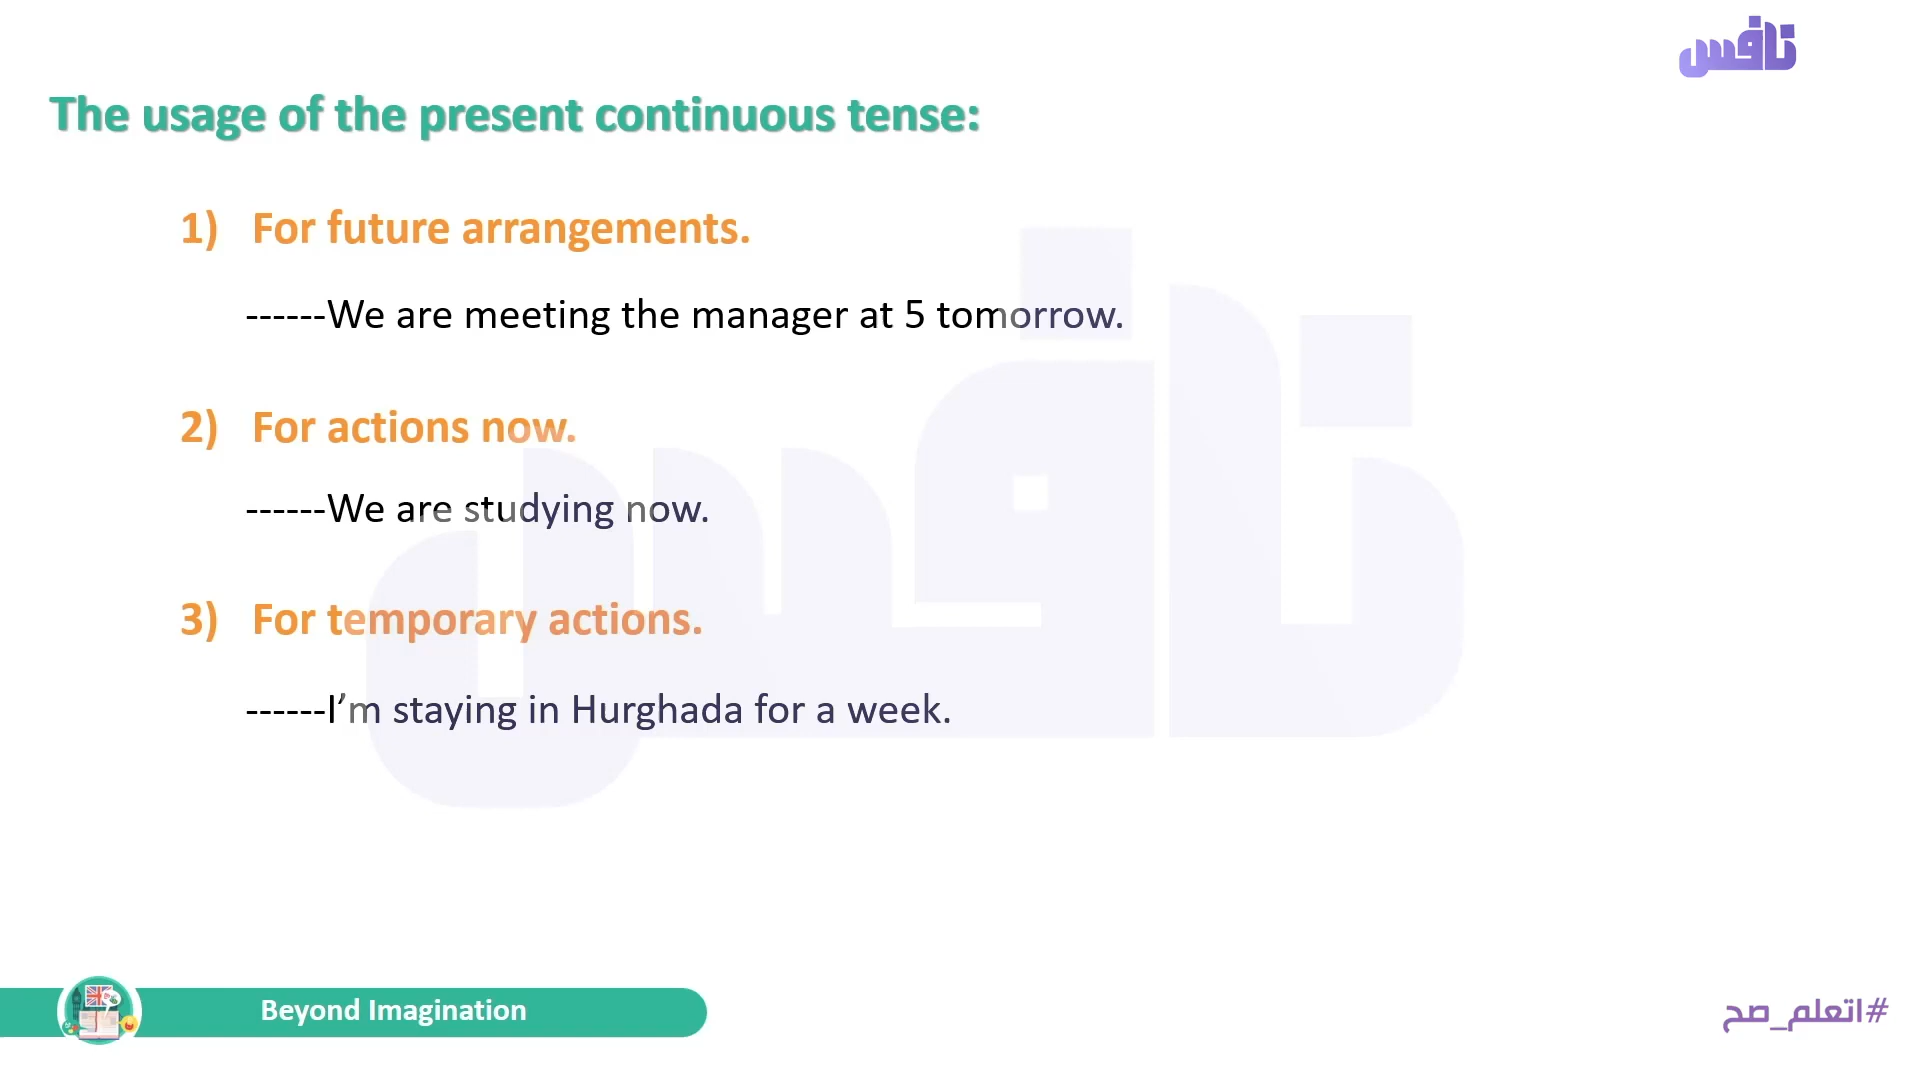 نافس
The usage of the present continuous tense:
1) For future arrangements.
------We are meeting the manager at 5 tomorrow.
2) For actions now.
------We are studying now.
3) For temporary actions.
------I’m staying in Hurghada for a week.
نافس
Beyond Imagination
#اتعلم_صح